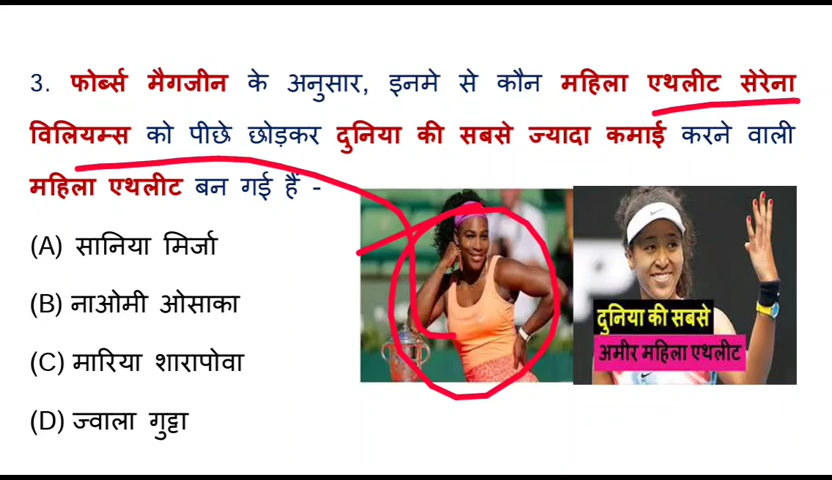 3. फोर्ब्स मैगजीन के अनुसार, इनमे से कौन महिला एथलीट सेरेना
विलियम्स को पीछे छोड़कर दुनिया की सबसे ज्यादा कमाई करने वाली
महिला एथलीट बन गई हैं -
(A) सानिया मिर्जा
(B) नाओमी ओसाका
(C) मारिया शारापोवा
(D) ज्वाला गुट्टा
दुनिया की सबसे
अमीर महिला एथलीट